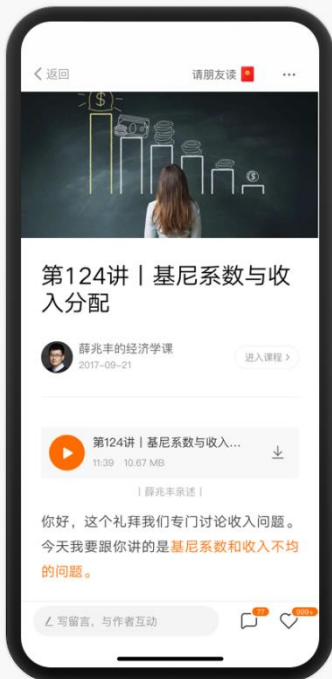 返回
请朋友读
第124讲丨基尼系数与收
入分配
薛兆丰的经济学课
2017-09-21
进入课程
第124讲丨基尼系数与收入...
11:39 10.67 MB
丨薛兆丰亲述丨
你好，这个礼拜我们专门讨论收入问题。
今天我要跟你讲的是基尼系数和收入不均
的问题。
写留言，与作者互动
77
999+